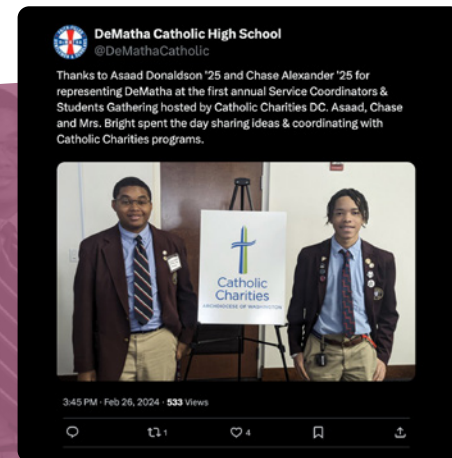 DeMatha Catholic High School
@DeMathaCatholic
Thanks to Asaad Donaldson '25 and Chase Alexander '25 for
representing DeMatha at the first annual Service Coordinators &
Students Gathering hosted by Catholic Charities DC. Asaad, Chase
and Mrs. Bright spent the day sharing ideas & coordinating with
Catholic Charities programs.
Catholic
Charities
ARCHDIOCESE OF WASHINGTON
3:45 PM · Feb 26, 2024 · 533 Views
1
4